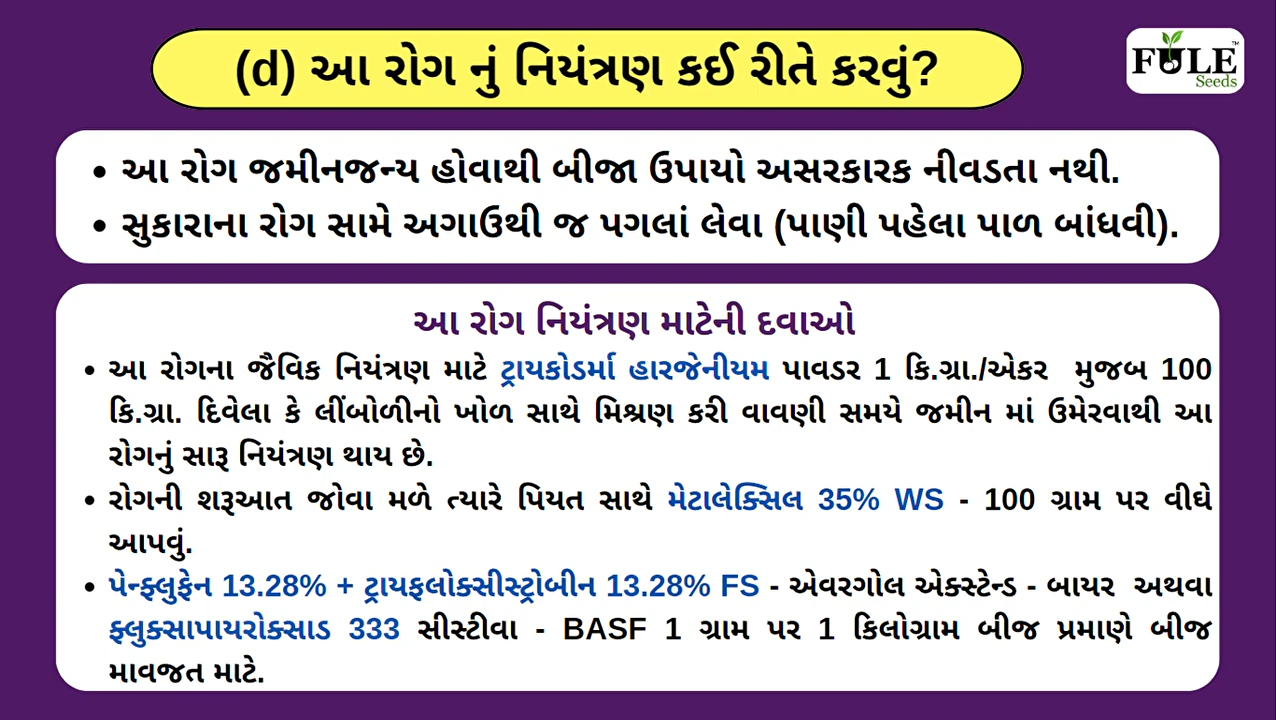 (d) આ રોગ નું નિયંત્રણ કઈ રીતે કરવું?
FULE™
Seeds
• આ રોગ જમીનજન્ય હોવાથી બીજા ઉપાયો અસરકારક નીવડતા નથી.
• સુકારાના રોગ સામે અગાઉથી જ પગલાં લેવા (પાણી પહેલા પાળ બાંધવી).
આ રોગ નિયંત્રણ માટેની દવાઓ
• આ રોગના જૈવિક નિયંત્રણ માટે ટ્રાયકોડર્મા હારજેનીયમ પાવડર 1 કિ.ગ્રા./એકર મુજબ 100
કિ.ગ્રા. દિવેલા કે લીંબોળીનો ખોળ સાથે મિશ્રણ કરી વાવણી સમયે જમીન માં ઉમેરવાથી આ
રોગનું સારૂ નિયંત્રણ થાય છે.
• રોગની શરૂઆત જોવા મળે ત્યારે પિયત સાથે મેટાલેક્સિલ 35% WS - 100 ગ્રામ પર વીઘે
આપવું.
• પેન્ફ્લુફેન 13.28% + ટ્રાયફલોક્સીસ્ટ્રોબીન 13.28% FS - એવરગોલ એક્સ્ટેન્ડ - બાયર અથવા
ફ્લુક્સાપાયરોક્સાડ 333 સીસ્ટીવા - BASF 1 ગ્રામ પર 1 કિલોગ્રામ બીજ પ્રમાણે બીજ
માવજત માટે.